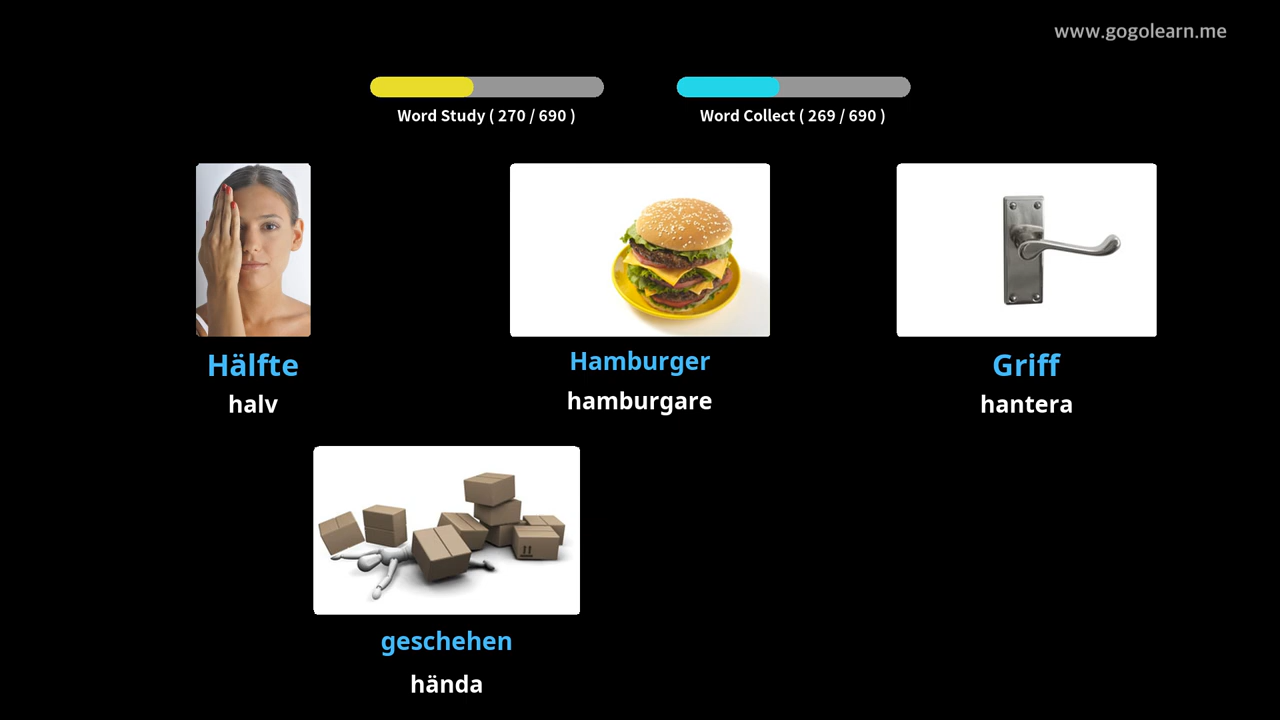 www.gogolearn.me
Word Study ( 270 / 690 )
Word Collect ( 269 / 690 )
Hälfte
halv
Hamburger
hamburgare
Griff
hantera
geschehen
hända